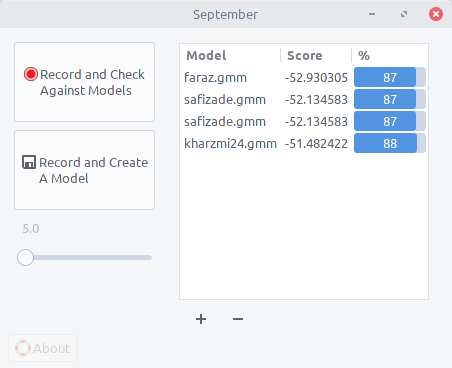 September
Record and Check
Against Models
Record and Create
A Model
5.0
About
Model Score %
faraz.gmm -52.930305 87
safizade.gmm -52.134583 87
safizade.gmm -52.134583 87
kharzmi24.gmm -51.482422 88